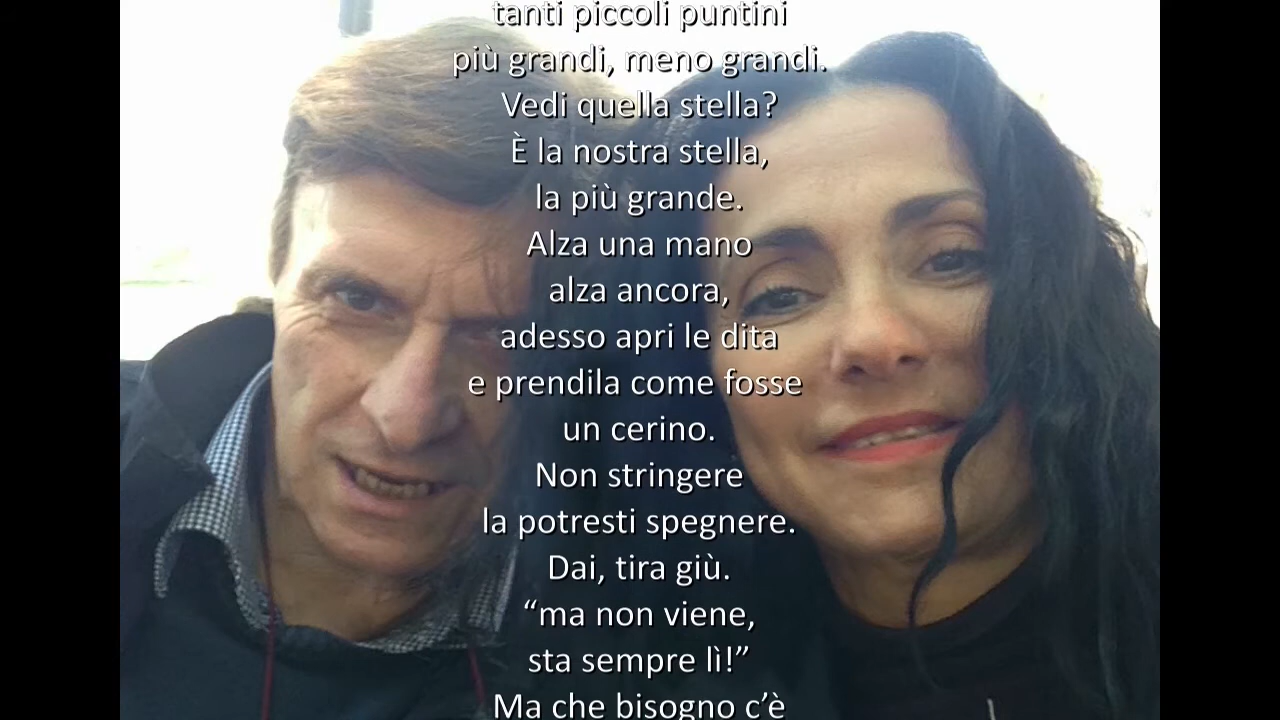 tanti piccoli puntini
più grandi, meno grandi.
Vedi quella stella?
È la nostra stella,
la più grande.
Alza una mano
alza ancora,
adesso apri le dita
e prendila come fosse
un cerino.
Non stringere
la potresti spegnere.
Dai, tira giù.
“ma non viene,
sta sempre lì!”
Ma che bisogno c’è